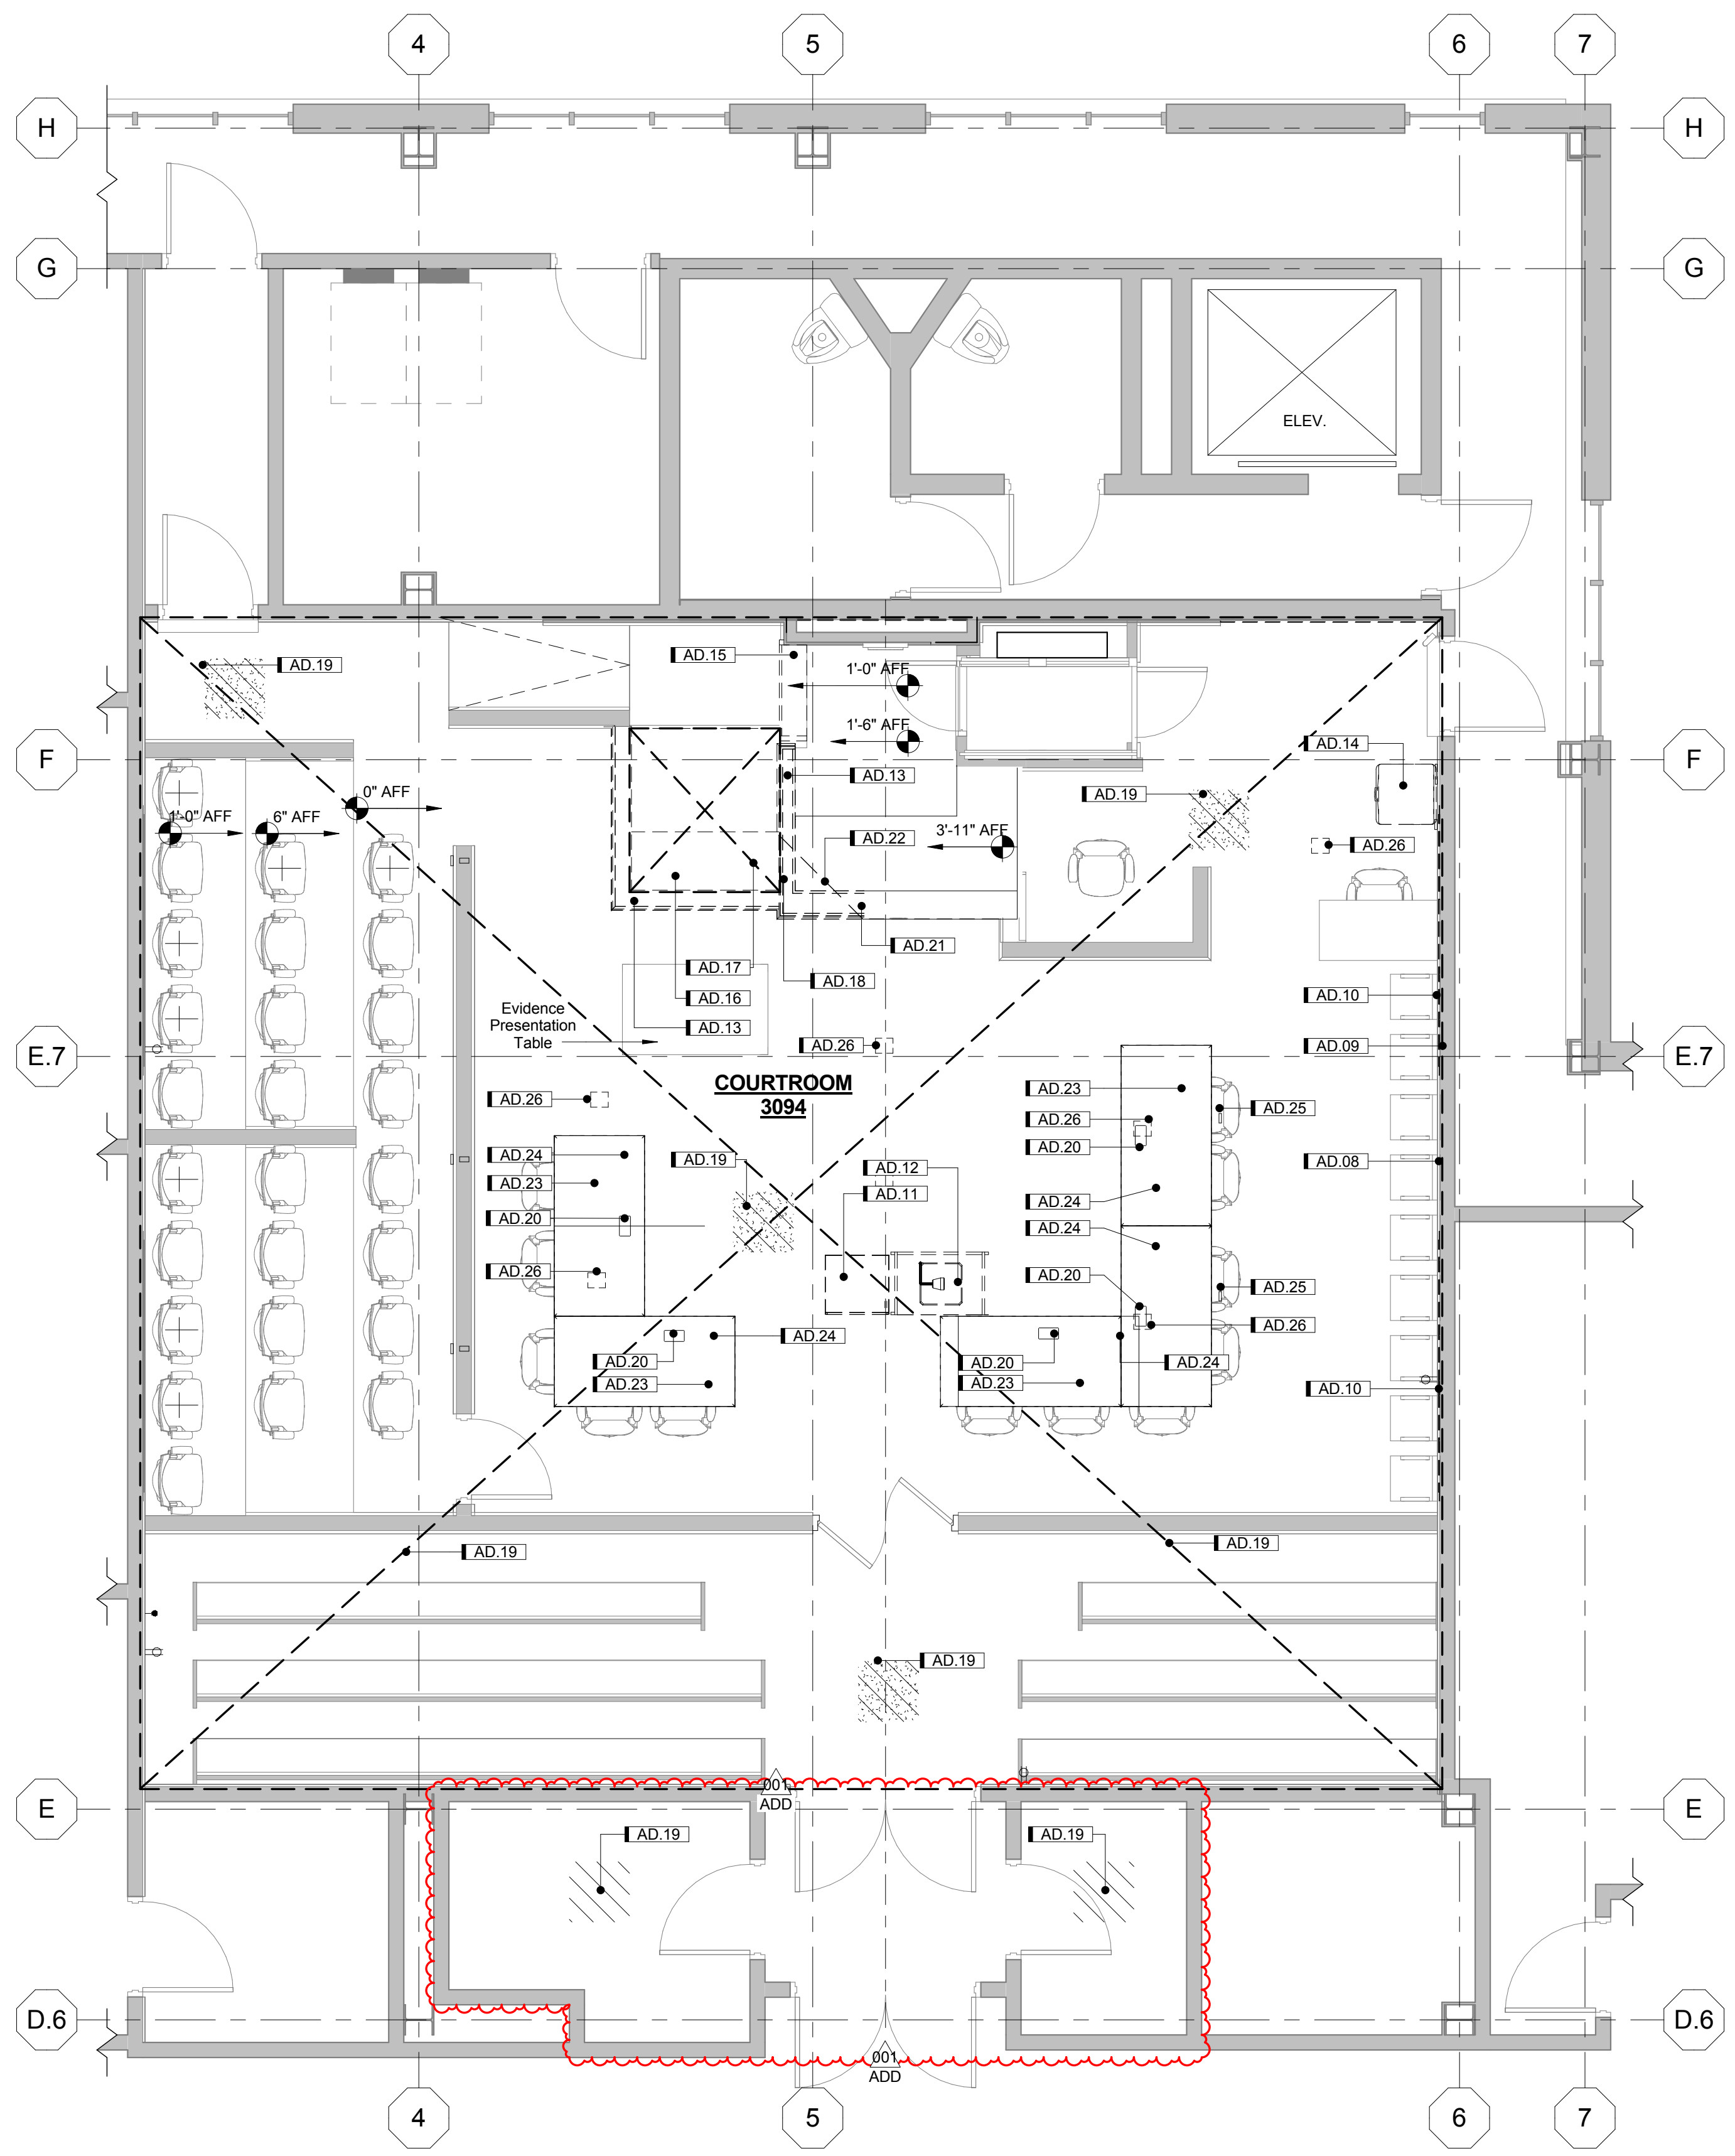 4
5
6
7
H
H
G
G
ELEV.
AD.15
AD.19
1'-0" AFF
1'-6" AFF
AD.14
F
F
AD.13
0" AFF
AD.19
1'-0" AFF
6" AFF
3'-11" AFF
AD.22
AD.26
AD.21
AD.17
AD.18
AD.16
AD.10
Evidence
Presentation
Table
AD.13
AD.26
AD.09
E.7
E.7
COURTROOM
3094
AD.23
AD.26
AD.26
AD.25
AD.20
AD.24
AD.19
AD.12
AD.08
AD.23
AD.11
AD.24
AD.20
AD.24
AD.26
AD.20
AD.25
AD.26
AD.24
AD.20
AD.20
AD.24
AD.23
AD.23
AD.10
AD.19
AD.19
AD.19
001
ADD
E
E
AD.19
AD.19
D.6
D.6
001
ADD
4
5
6
7